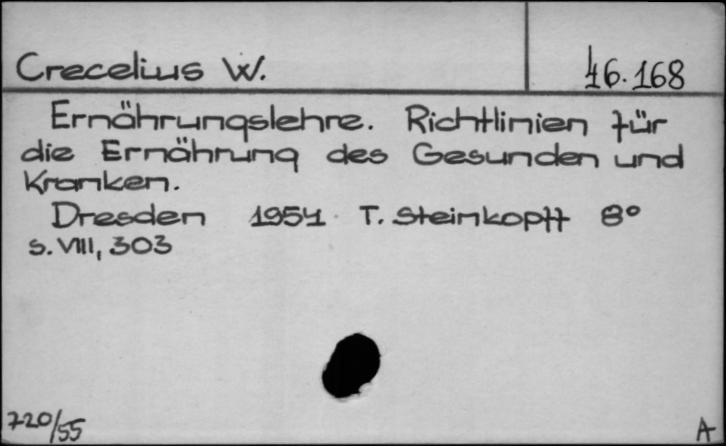 Crecelius W.
46.168
Ernährungslehre. Richtlinien für
die Ernährung des Gesunden und
Kranken.
Dresden 1954 T. Steinkopff 8°
S. VIII, 303
720/55
A